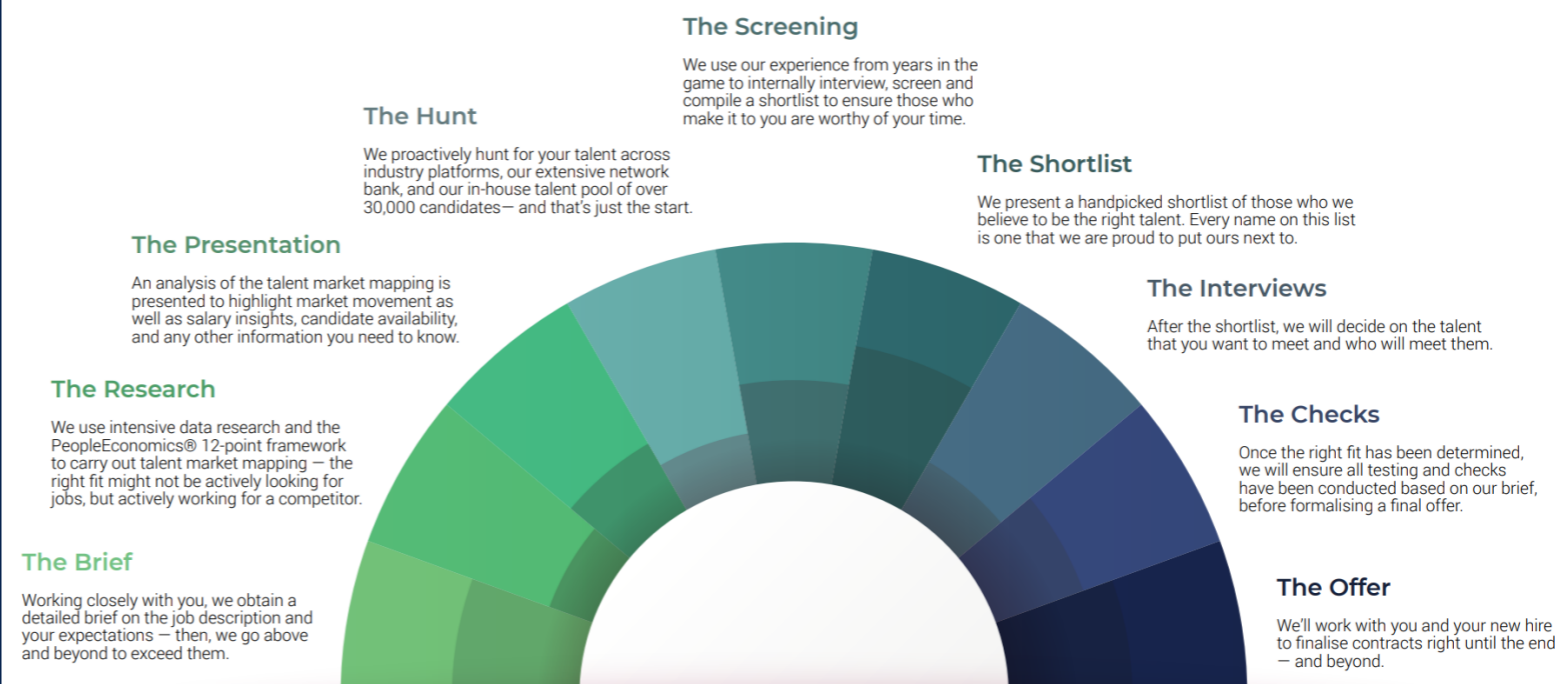 The Brief
Working closely with you, we obtain a
detailed brief on the job description and
your expectations — then, we go above
and beyond to exceed them.
The Research
We use intensive data research and the
PeopleEconomics® 12-point framework
to carry out talent market mapping — the
right fit might not be actively looking for
jobs, but actively working for a competitor.
The Presentation
An analysis of the talent market mapping is
presented to highlight market movement as
well as salary insights, candidate availability,
and any other information you need to know.
The Hunt
We proactively hunt for your talent across
industry platforms, our extensive network
bank, and our in-house talent pool of over
30,000 candidates— and that's just the start.
The Screening
We use our experience from years in the
game to internally interview, screen and
compile a shortlist to ensure those who
make it to you are worthy of your time.
The Shortlist
We present a handpicked shortlist of those who we
believe to be the right talent. Every name on this list
is one that we are proud to put ours next to.
The Interviews
After the shortlist, we will decide on the talent
that you want to meet and who will meet them.
The Checks
Once the right fit has been determined,
we will ensure all testing and checks
have been conducted based on our brief,
before formalising a final offer.
The Offer
We'll work with you and your new hire
to finalise contracts right until the end
— and beyond.